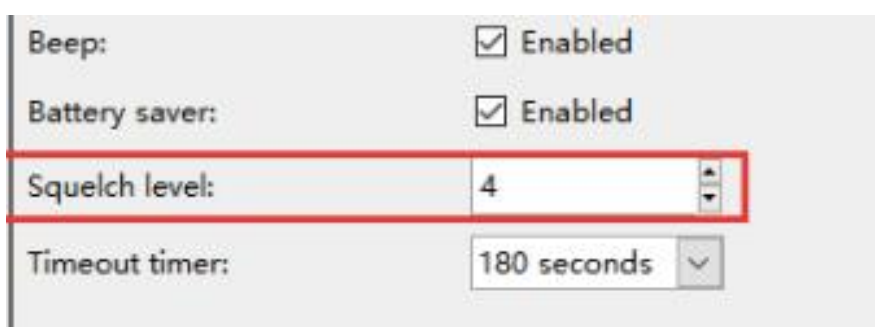 Beep: Enabled
Battery saver: Enabled
Squelch level: 4
Timeout timer: 180 seconds